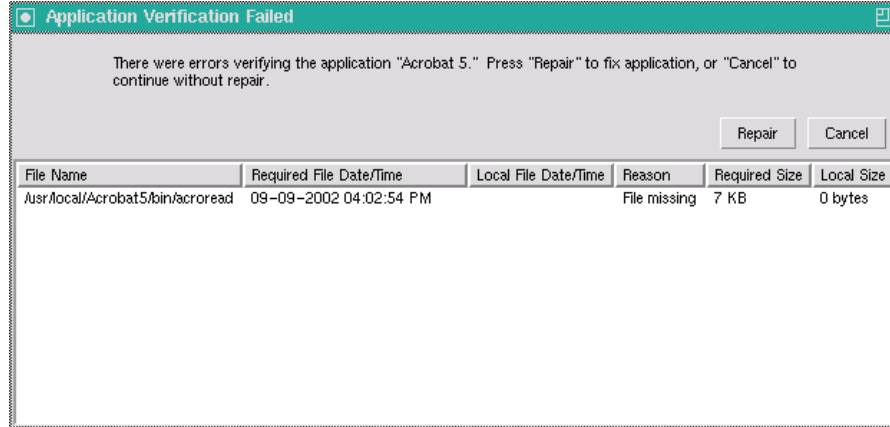 Application Verification Failed
There were errors verifying the application "Acrobat 5." Press "Repair" to fix application, or "Cancel" to
continue without repair.
Repair Cancel
File Name Required File Date/Time Local File Date/Time Reason Required Size Local Size
/usr/local/Acrobat5/bin/acroread 09-09-2002 04:02:54 PM File missing 7 KB 0 bytes